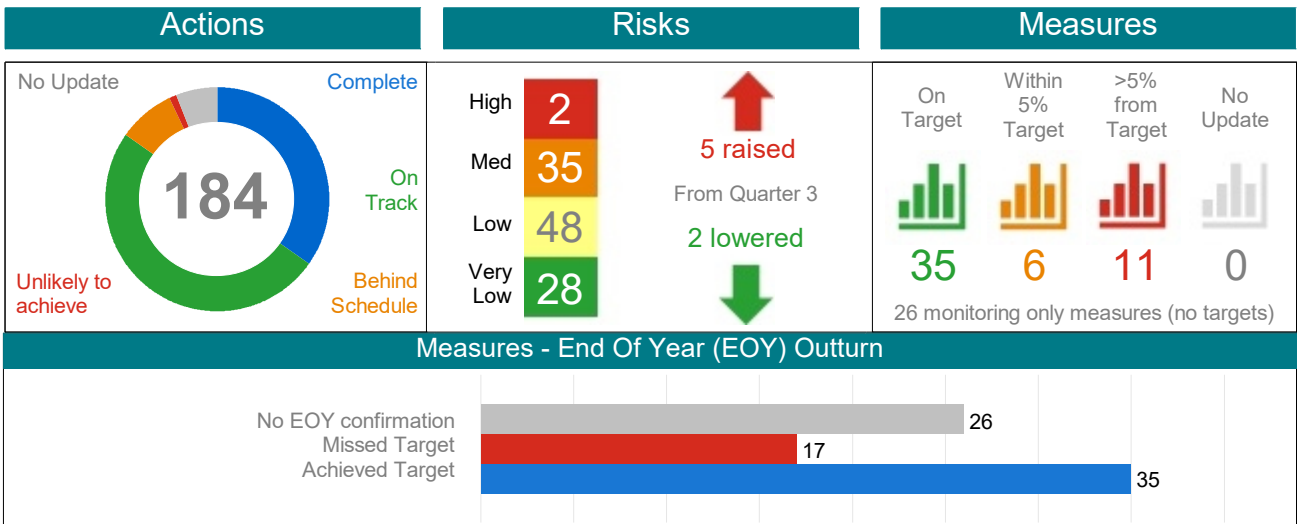 Actions
No Update
Complete
184
On
Track
Unlikely to
achieve
Behind
Schedule
Risks
High
2
Med
35
Low
48
Very
Low
28
5 raised
From Quarter 3
2 lowered
Measures
On
Target
Within
5%
Target
>5%
from
Target
No
Update
35
6
11
0
26 monitoring only measures (no targets)
Measures - End Of Year (EOY) Outturn
No EOY confirmation
26
Missed Target
17
Achieved Target
35